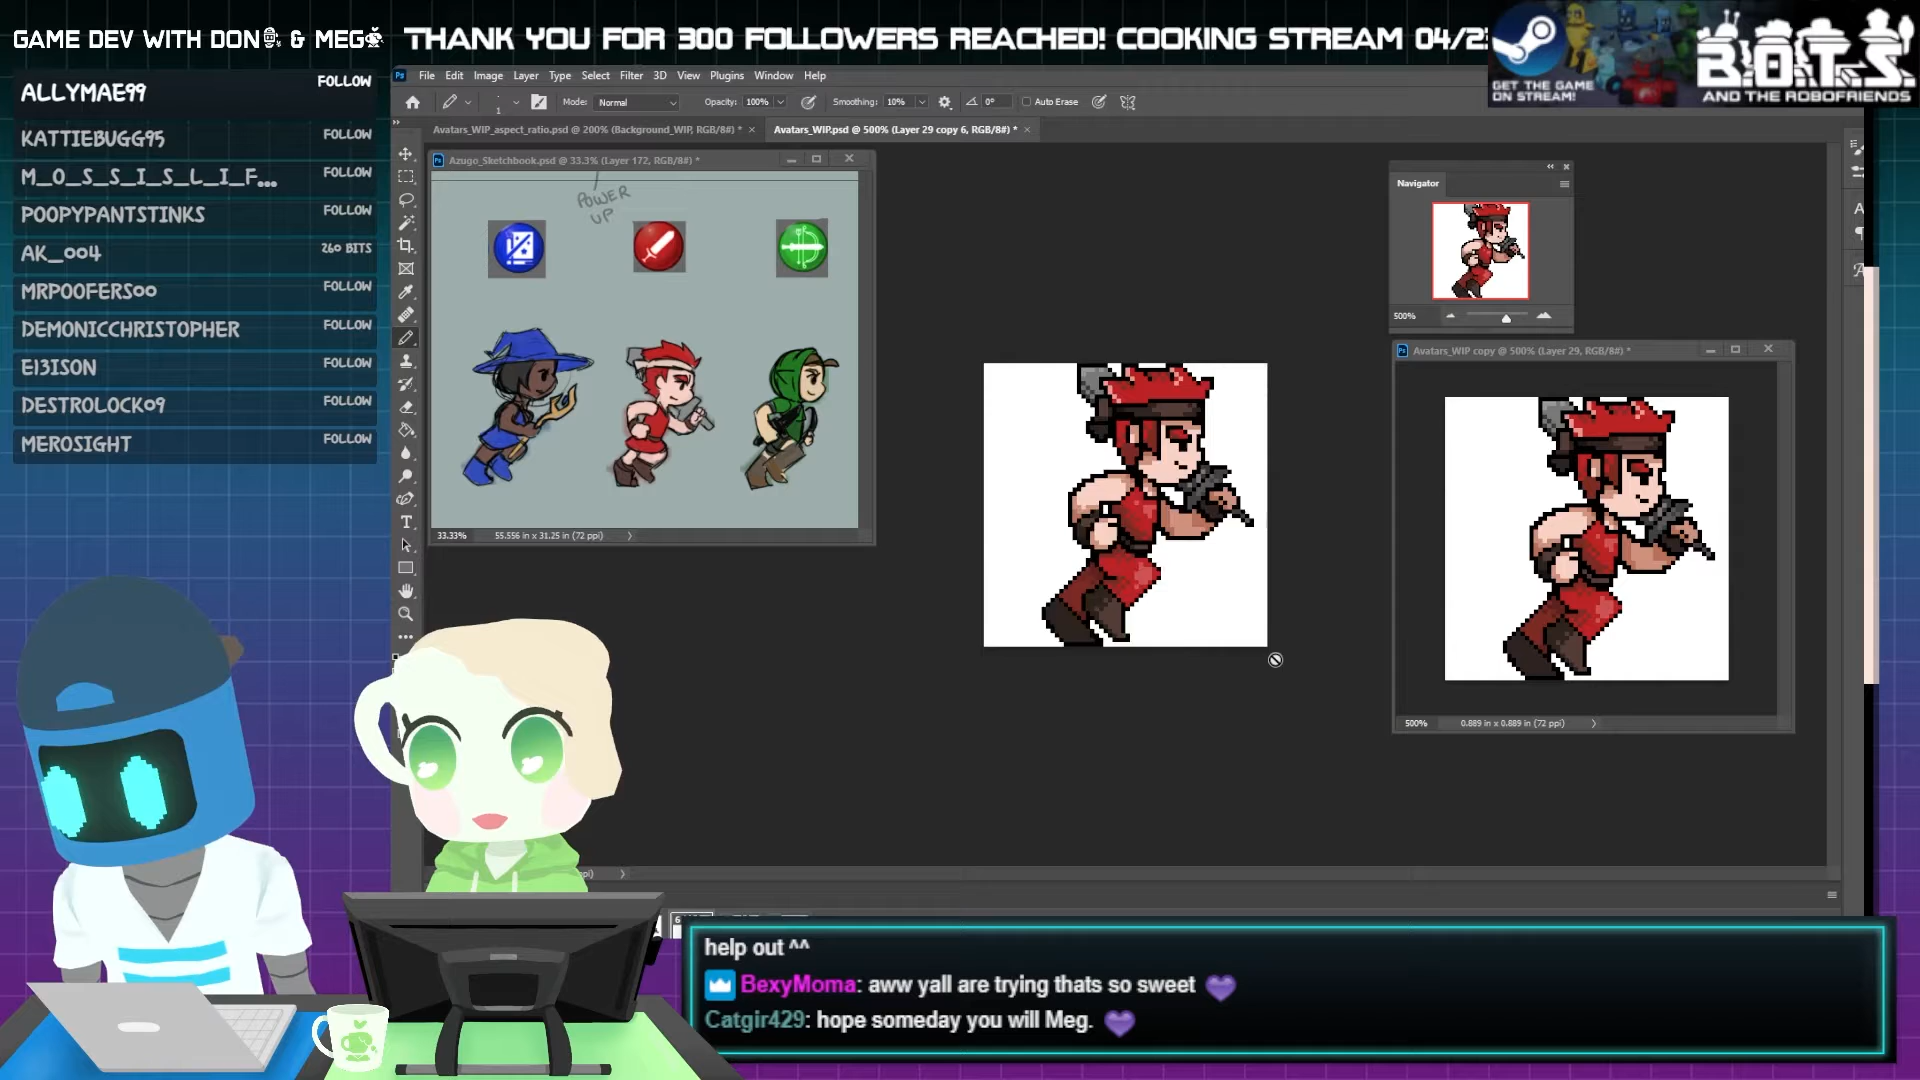 GAME DEV WITH DON & MEG
THANK YOU FOR 300 FOLLOWERS REACHED! COOKING STREAM 04/2
GET THE GAME
ON STREAM!
B.O.T.S.
AND THE ROBOFRIENDS
ALLYMAE99 FOLLOW
KATTIEBUGG95 FOLLOW
M_O_S_S_I_S_L_I_F... FOLLOW
POOPYPANTSTINKS FOLLOW
AK_004 260 BITS
MRPOOFERS00 FOLLOW
DEMONICCHRISTOPHER FOLLOW
E13ISON FOLLOW
DESTROLOCK09 FOLLOW
MEROSIGHT FOLLOW
Ps File Edit Image Layer Type Select Filter 3D View Plugins Window Help
1 Mode: Normal Opacity: 100% Smoothing: 10% 0° Auto Erase
Avatars_WIP_aspect_ratio.psd @ 200% (Background_WIP, RGB/8#) * × Avatars_WIP.psd @ 500% (Layer 29 copy 6, RGB/8#) * ×
Azugo_Sketchbook.psd @ 33.3% (Layer 172, RGB/8#) *
POWER
UP
33.33% 55.556 in x 31.25 in (72 ppi)
Navigator
500%
Avatars_WIP copy @ 500% (Layer 29, RGB/8#) *
500% 0.889 in x 0.889 in (72 ppi)
help out ^^
BexyMoma: aww yall are trying thats so sweet
Catgir429: hope someday you will Meg.